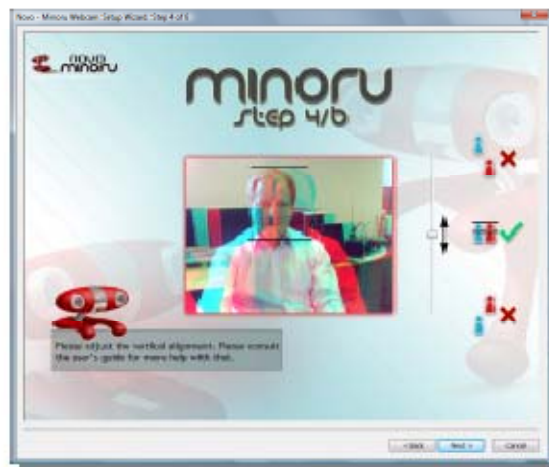 Novo - Minoru Webcam: Setup Wizard: Step 4 of 6
novo
minoru
minoru
step 4/6
Please adjust the vertical alignment. Please consult
the user's guide for more help with that.
< Back
Next >
Cancel